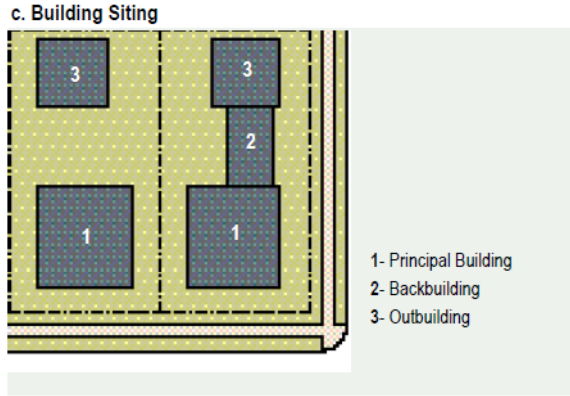 c. Building Siting
3
3
2
1
1
1- Principal Building
2- Backbuilding
3- Outbuilding